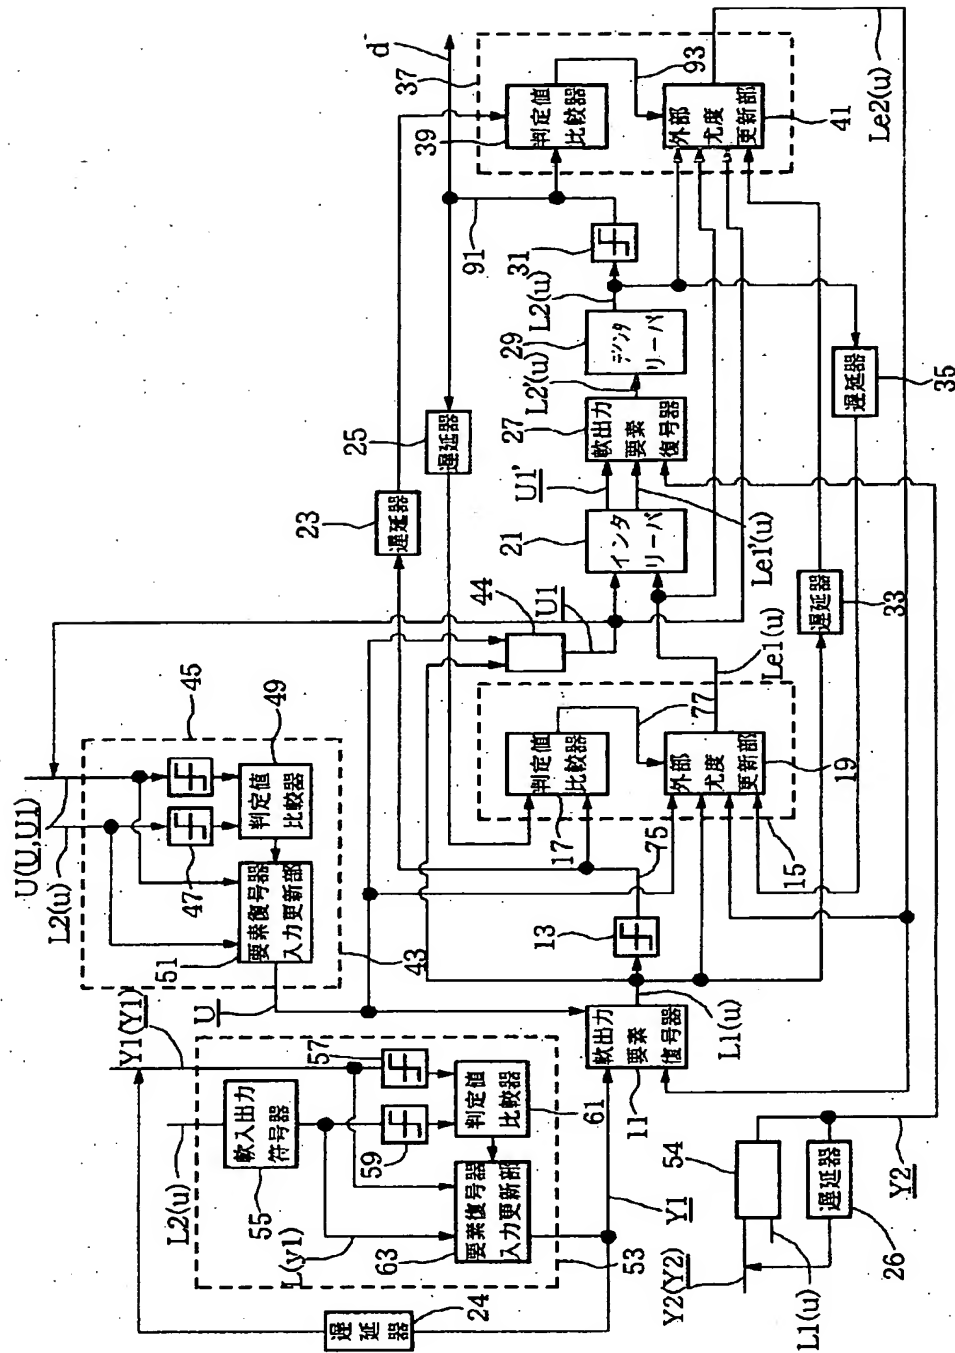 Y1(Y1)
L2(u)
軟入出力
符号器
55
L(y1)
57
59
判定値
比較器
61
要素復号器
入力更新部
63
53
24
遅延器
Y1
U(U,U1)
L2(u)
45
47
49
判定値
比較器
要素復号器
入力更新部
51
43
U
軟出力
要素
復号器
11
L1(u)
13
75
判定値
比較器
17
77
外部
尤度
更新部
19
15
Le1(u)
44
U1
23
遅延器
25
遅延器
インタ
リーバ
21
U1'
Le1'(u)
軟出力
要素
復号器
27
L2'(u)
デインタ
リーバ
29
L2(u)
31
91
d
37
判定値
比較器
39
93
外部
尤度
更新部
41
Le2(u)
遅延器
33
遅延器
35
54
遅延器
26
Y2
Y2(Y2)
L1(u)